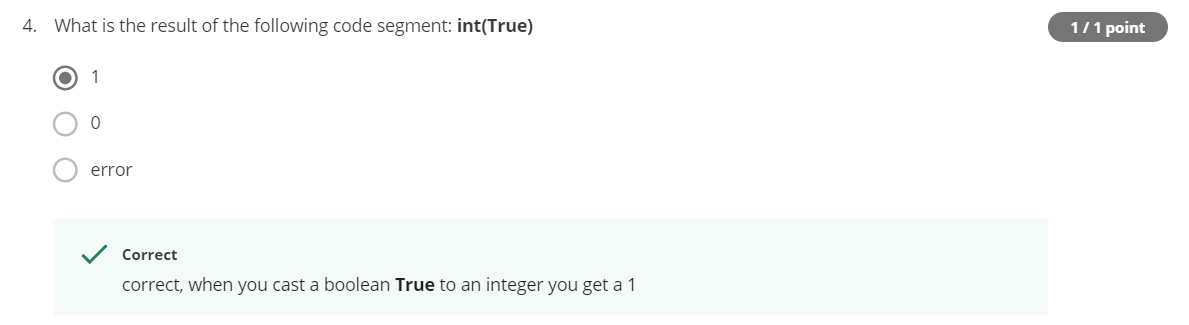 4. What is the result of the following code segment: int(True)
1 / 1 point
1
0
error
Correct
correct, when you cast a boolean True to an integer you get a 1